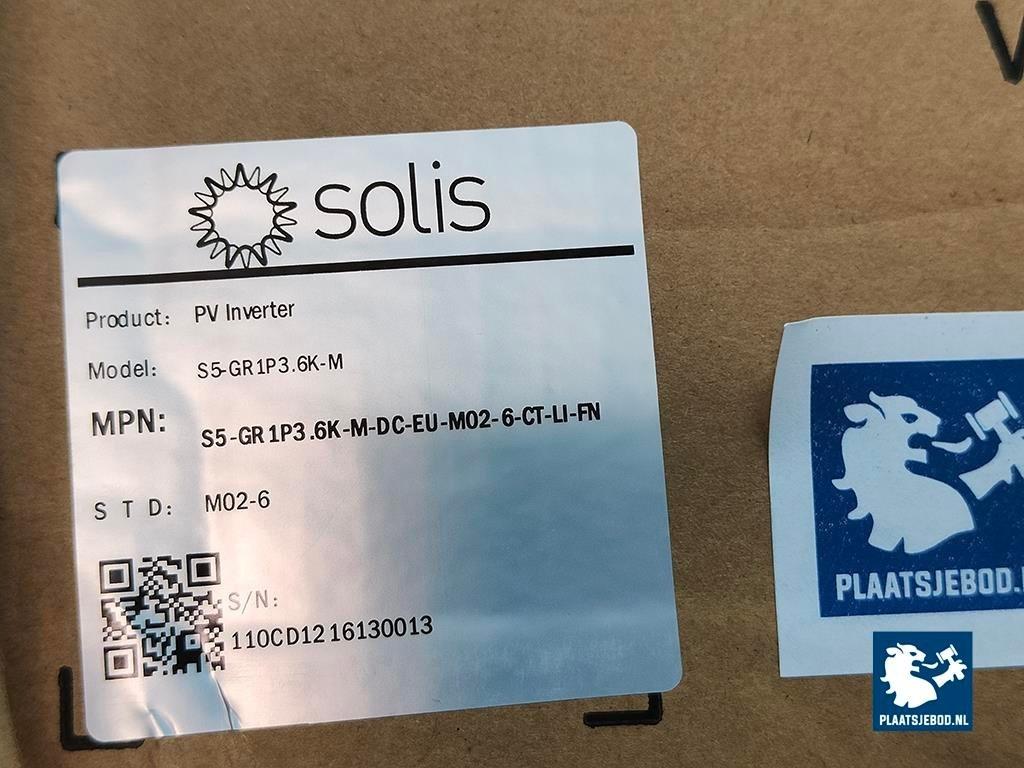 solis
Product: PV Inverter
Model: S5-GR1P3.6K-M
MPN: S5-GR1P3.6K-M-DC-EU-M02-6-CT-LI-FN
S T D: M02-6
S/N:
110CD1216130013
PLAATSJEBOD.
PLAATSJEBOD.NL